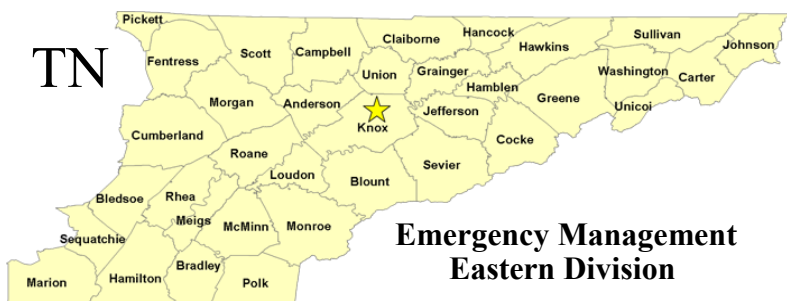 Pickett
TN
Fentress
Scott
Campbell
Claiborne
Hancock
Hawkins
Sullivan
Johnson
Union
Grainger
Hamblen
Greene
Washington
Carter
Unicoi
Morgan
Anderson
Knox
Jefferson
Cocke
Cumberland
Roane
Loudon
Blount
Sevier
Bledsoe
Rhea
Meigs
McMinn
Monroe
Sequatchie
Marion
Hamilton
Bradley
Polk
Emergency Management
Eastern Division